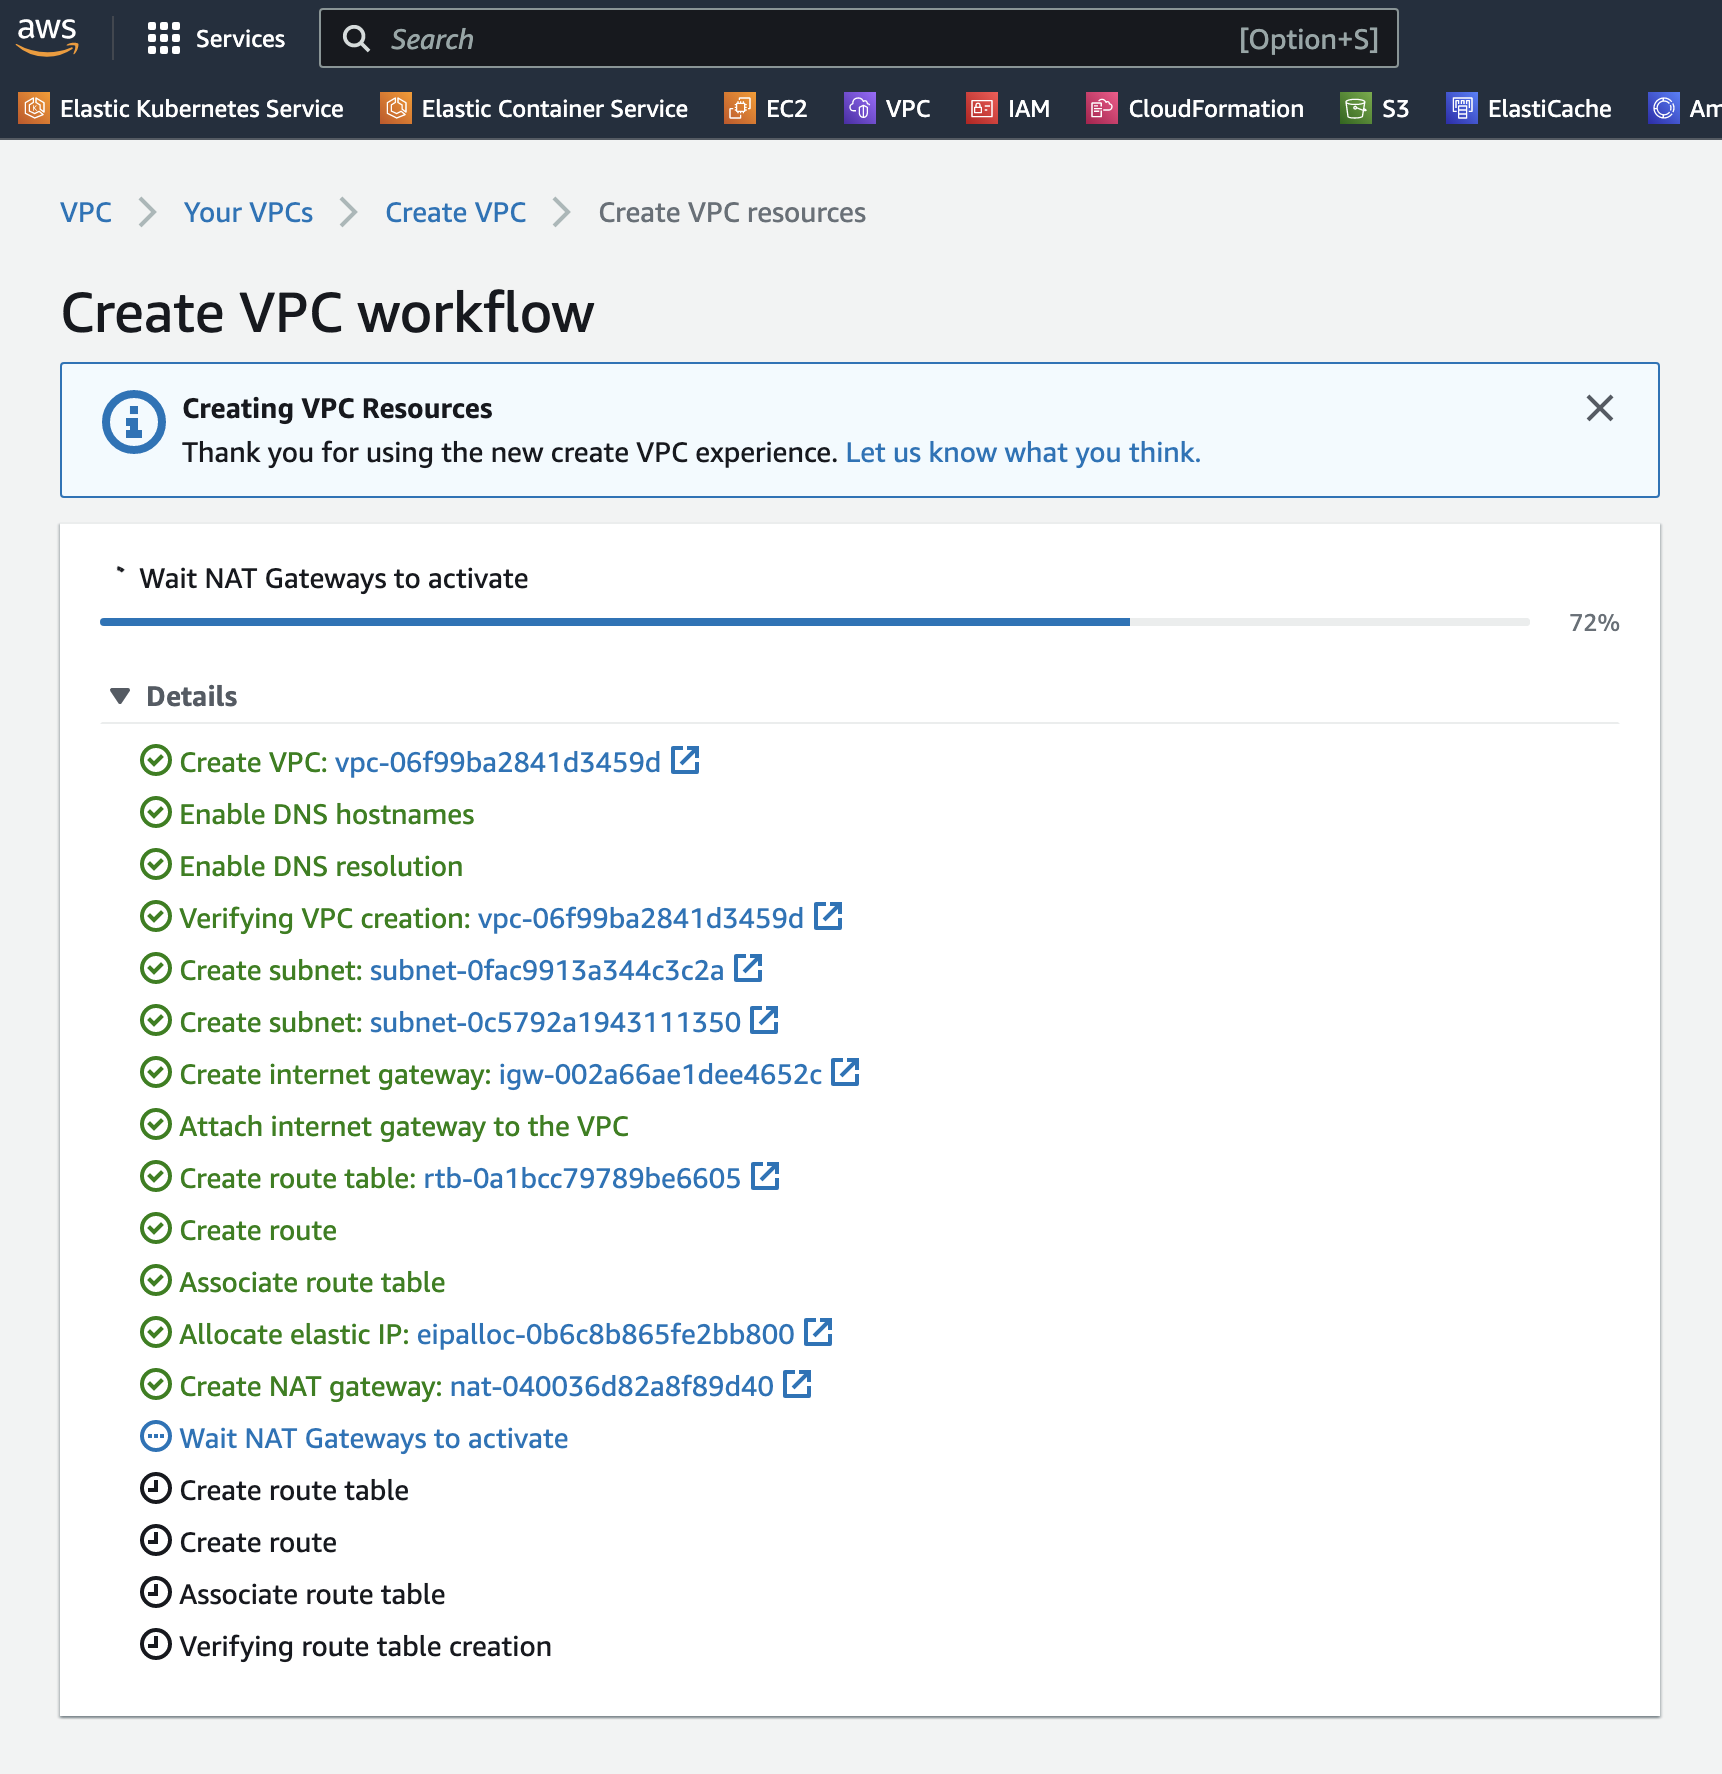 aws Services Search [Option+S]
Elastic Kubernetes Service Elastic Container Service EC2 VPC IAM CloudFormation S3 ElastiCache Am
VPC Your VPCs Create VPC Create VPC resources
Create VPC workflow
Creating VPC Resources
Thank you for using the new create VPC experience. Let us know what you think.
Wait NAT Gateways to activate
72%
Details
Create VPC: vpc-06f99ba2841d3459d
Enable DNS hostnames
Enable DNS resolution
Verifying VPC creation: vpc-06f99ba2841d3459d
Create subnet: subnet-0fac9913a344c3c2a
Create subnet: subnet-0c5792a1943111350
Create internet gateway: igw-002a66ae1dee4652c
Attach internet gateway to the VPC
Create route table: rtb-0a1bcc79789be6605
Create route
Associate route table
Allocate elastic IP: eipalloc-0b6c8b865fe2bb800
Create NAT gateway: nat-040036d82a8f89d40
Wait NAT Gateways to activate
Create route table
Create route
Associate route table
Verifying route table creation